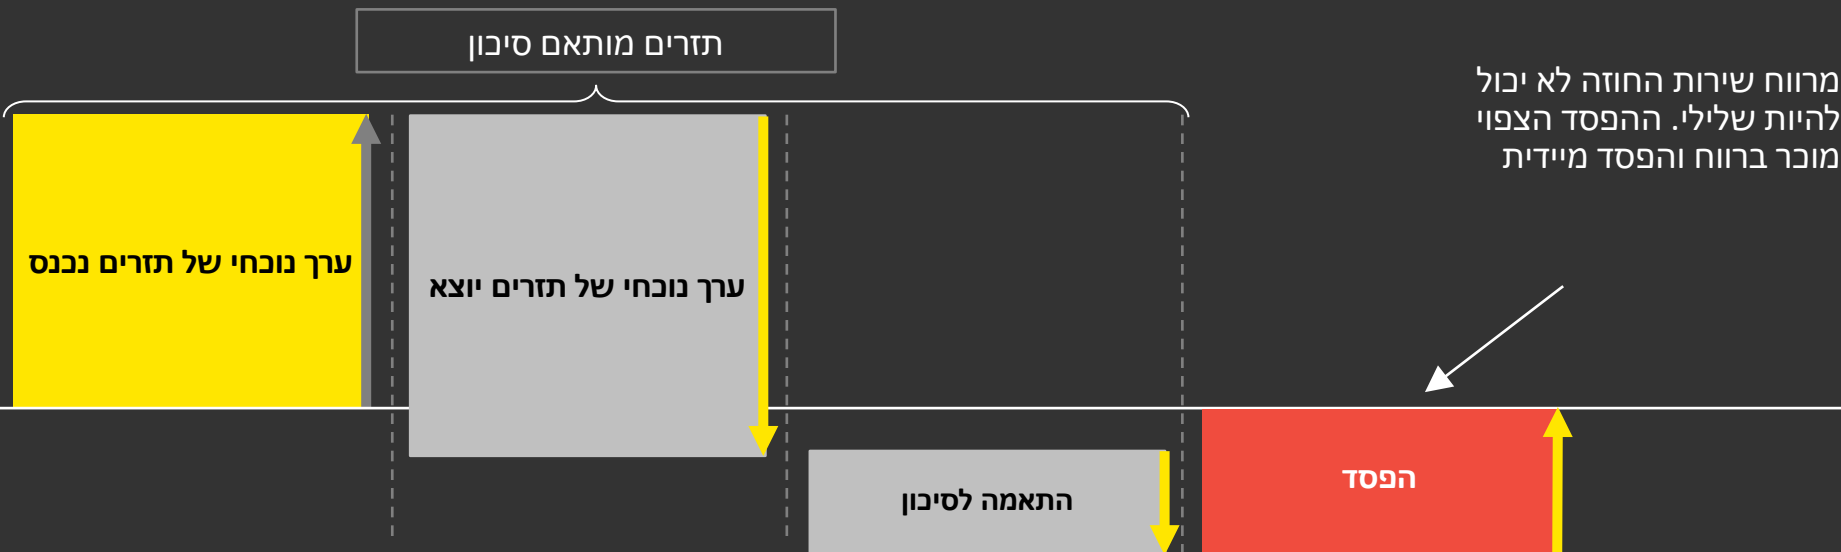 תזרים מותאם סיכון
מרווח שירות החוזה לא יכול
להיות שלילי. ההפסד הצפוי
מוכר ברווח והפסד מיידית
ערך נוכחי של תזרים נכנס
ערך נוכחי של תזרים יוצא
התאמה לסיכון
הפסד